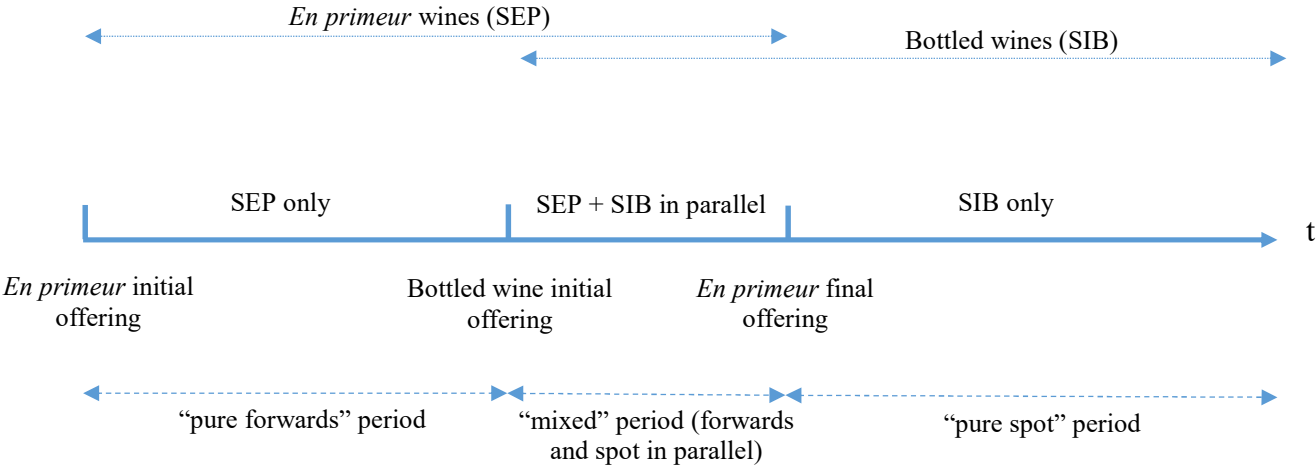 En primeur wines (SEP)
Bottled wines (SIB)
SEP only
SEP + SIB in parallel
SIB only
t
En primeur initial
offering
Bottled wine initial
offering
En primeur final
offering
“pure forwards” period
“mixed” period (forwards
and spot in parallel)
“pure spot” period